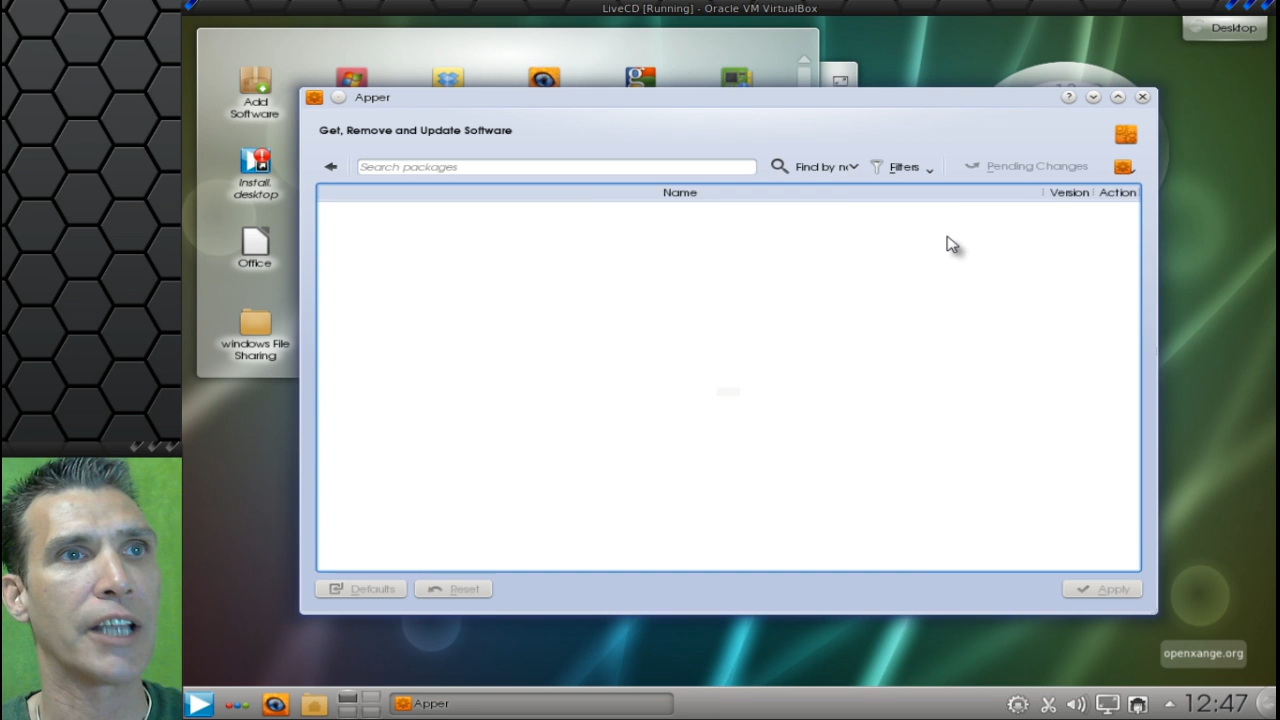 LiveCD [Running] - Oracle VM VirtualBox
Desktop
Add
Software
Install.
desktop
Office
windows File
Sharing
Apper
Get, Remove and Update Software
Search packages
Find by
Filters
Pending Changes
Name
Version
Action
Defaults
Reset
Apply
openxange.org
Apper
12:47